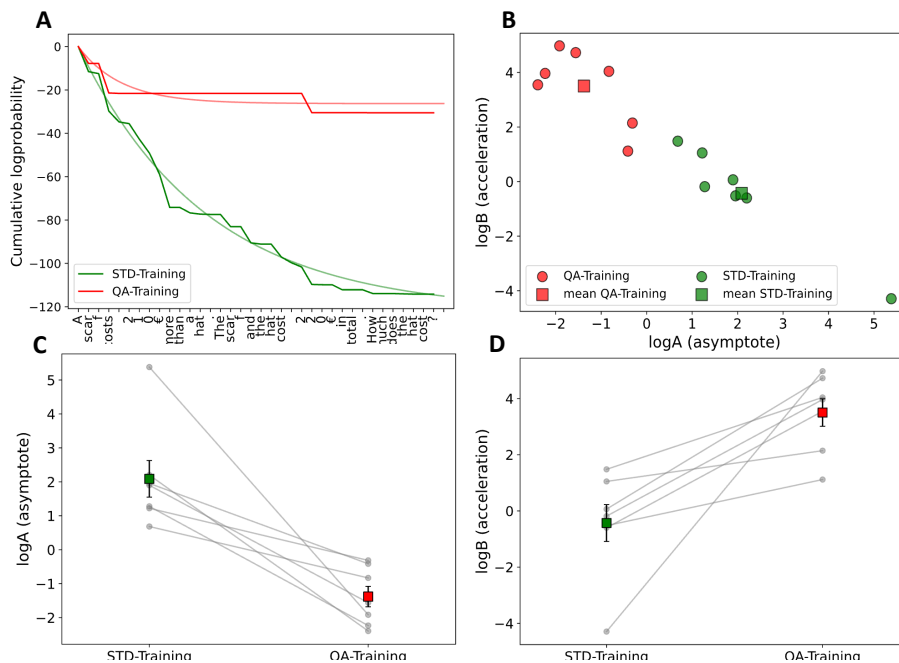 A
Cumulative logprobability
0
−20
−40
−60
−80
−100
−120
STD-Training
QA-Training
A
scar
f
costs
2
1
0
€
more
than
a
hat
.
The
scar
f
and
the
hat
cost
2
2
0
€
in
total
.
How
much
does
the
hat
cost
?
B
logB (acceleration)
4
2
0
−2
−4
QA-Training
mean QA-Training
STD-Training
mean STD-Training
−2 −1 0 1 2 3 4 5
logA (asymptote)
C
logA (asymptote)
5
4
3
2
1
0
−1
−2
STD-Training QA-Training
D
logB (acceleration)
4
2
0
−2
−4
STD-Training QA-Training